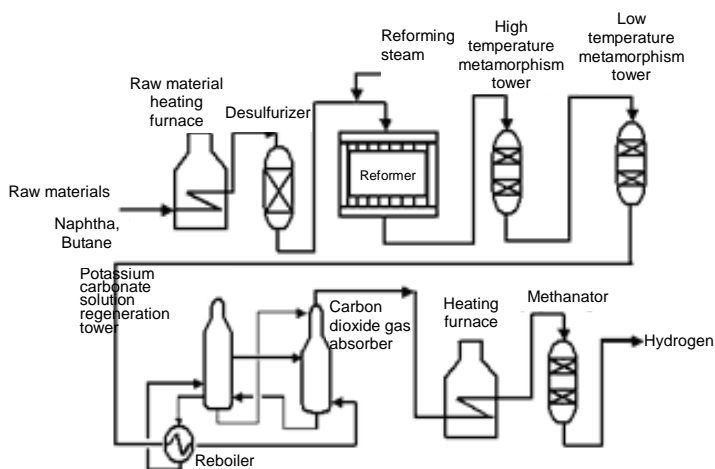 Reforming
steam
High
temperature
metamorphism
tower
Low
temperature
metamorphism
tower
Raw material
heating
furnace
Desulfurizer
Reformer
Raw materials
Naphtha,
Butane
Potassium
carbonate
solution
regeneration
tower
Carbon
dioxide gas
absorber
Heating
furnace
Methanator
Hydrogen
Reboiler